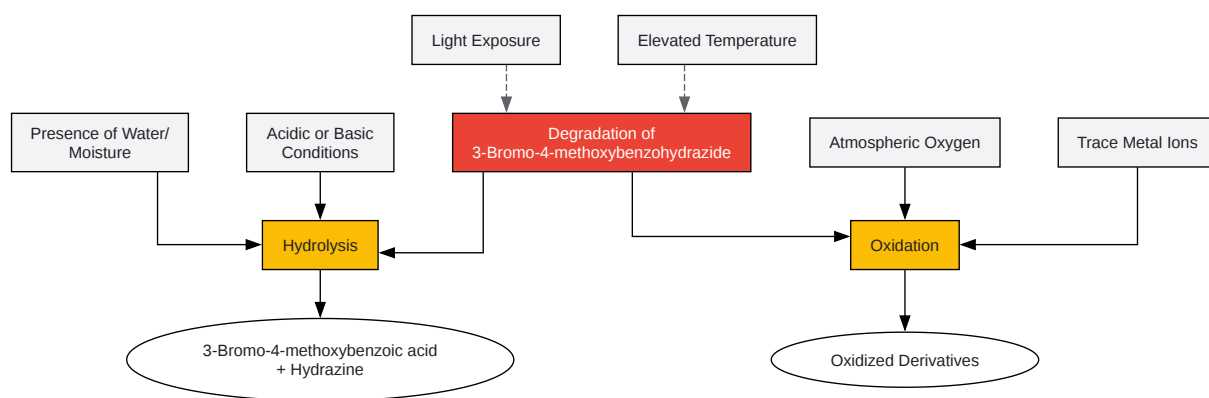 Light Exposure
Elevated Temperature
Presence of Water/
Moisture
Acidic or Basic
Conditions
Degradation of
3-Bromo-4-methoxybenzohydrazide
Atmospheric Oxygen
Trace Metal Ions
Hydrolysis
Oxidation
3-Bromo-4-methoxybenzoic acid
+ Hydrazine
Oxidized Derivatives